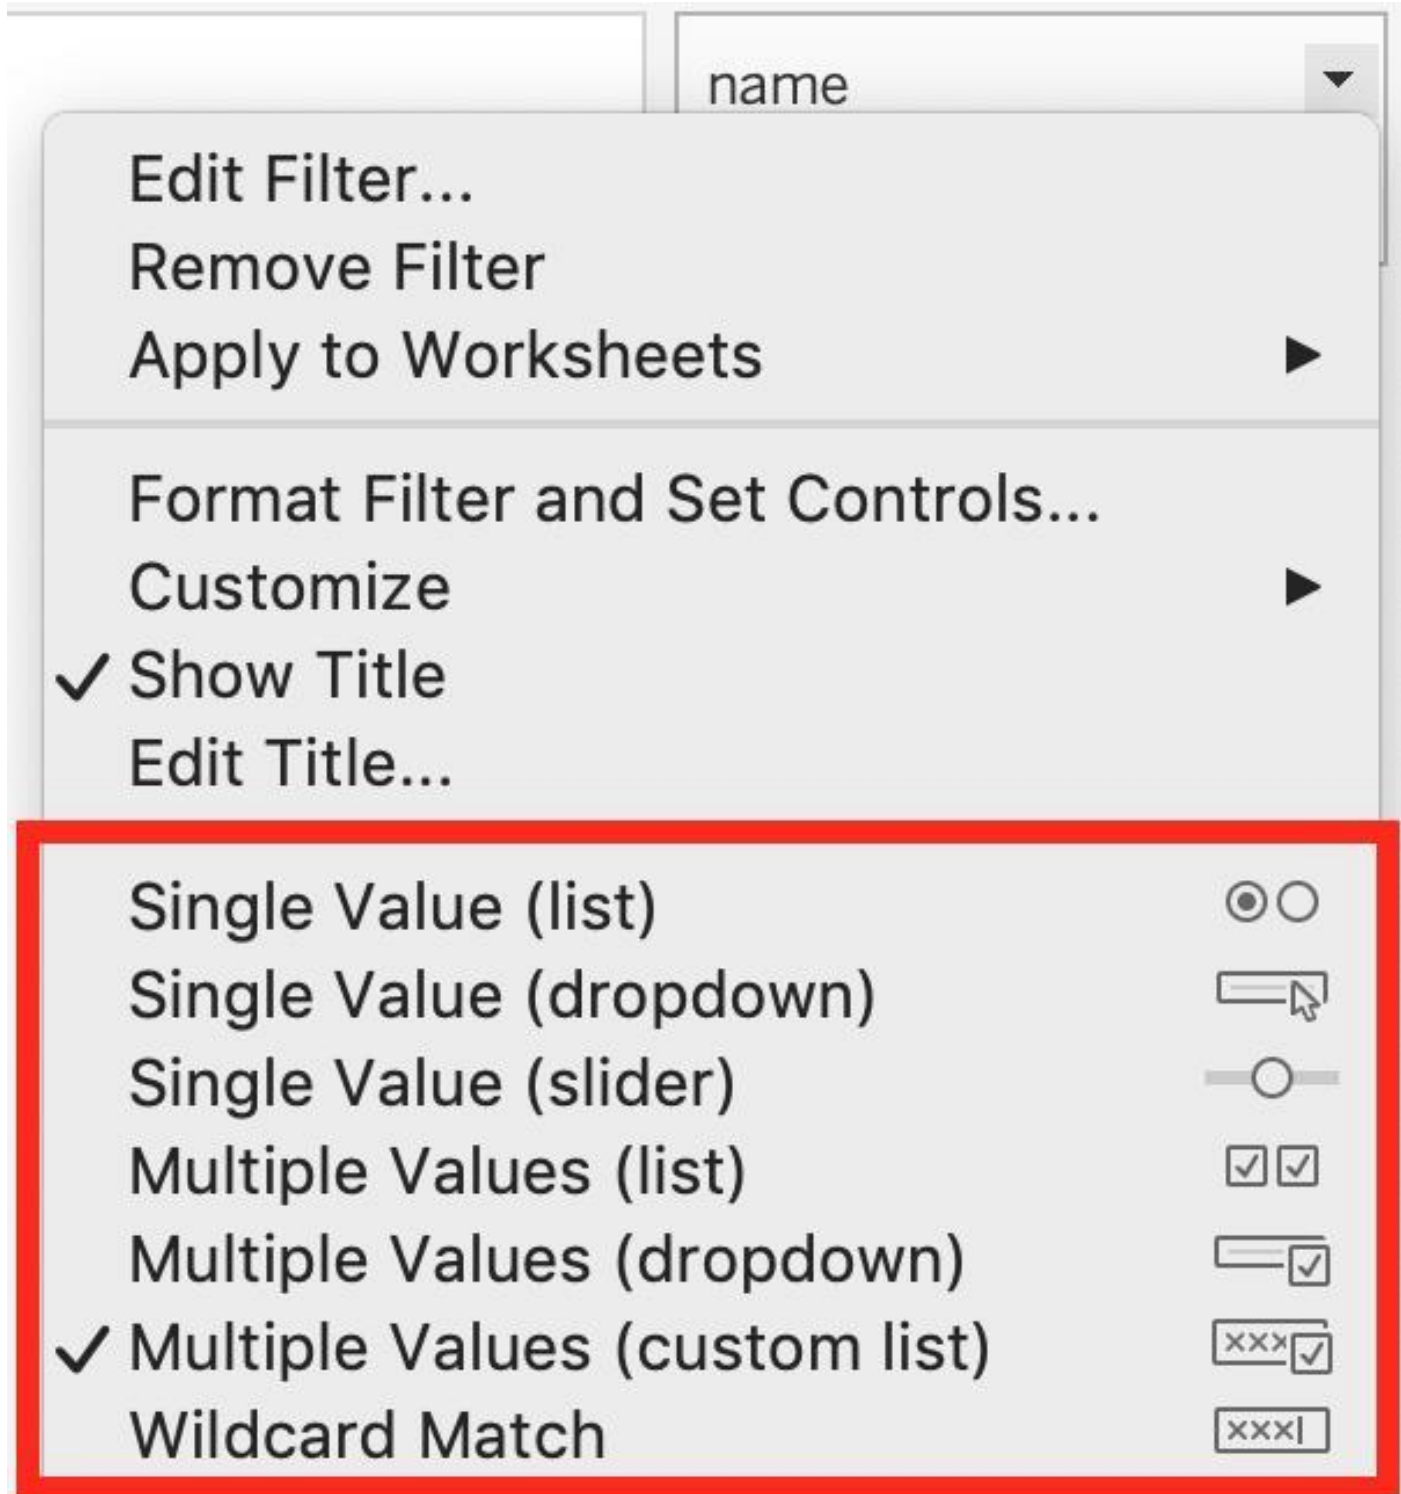 name
Edit Filter...
Remove Filter
Apply to Worksheets
Format Filter and Set Controls...
Customize
Show Title
Edit Title...
Single Value (list)
Single Value (dropdown)
Single Value (slider)
Multiple Values (list)
Multiple Values (dropdown)
Multiple Values (custom list)
xxx
Wildcard Match
xxx